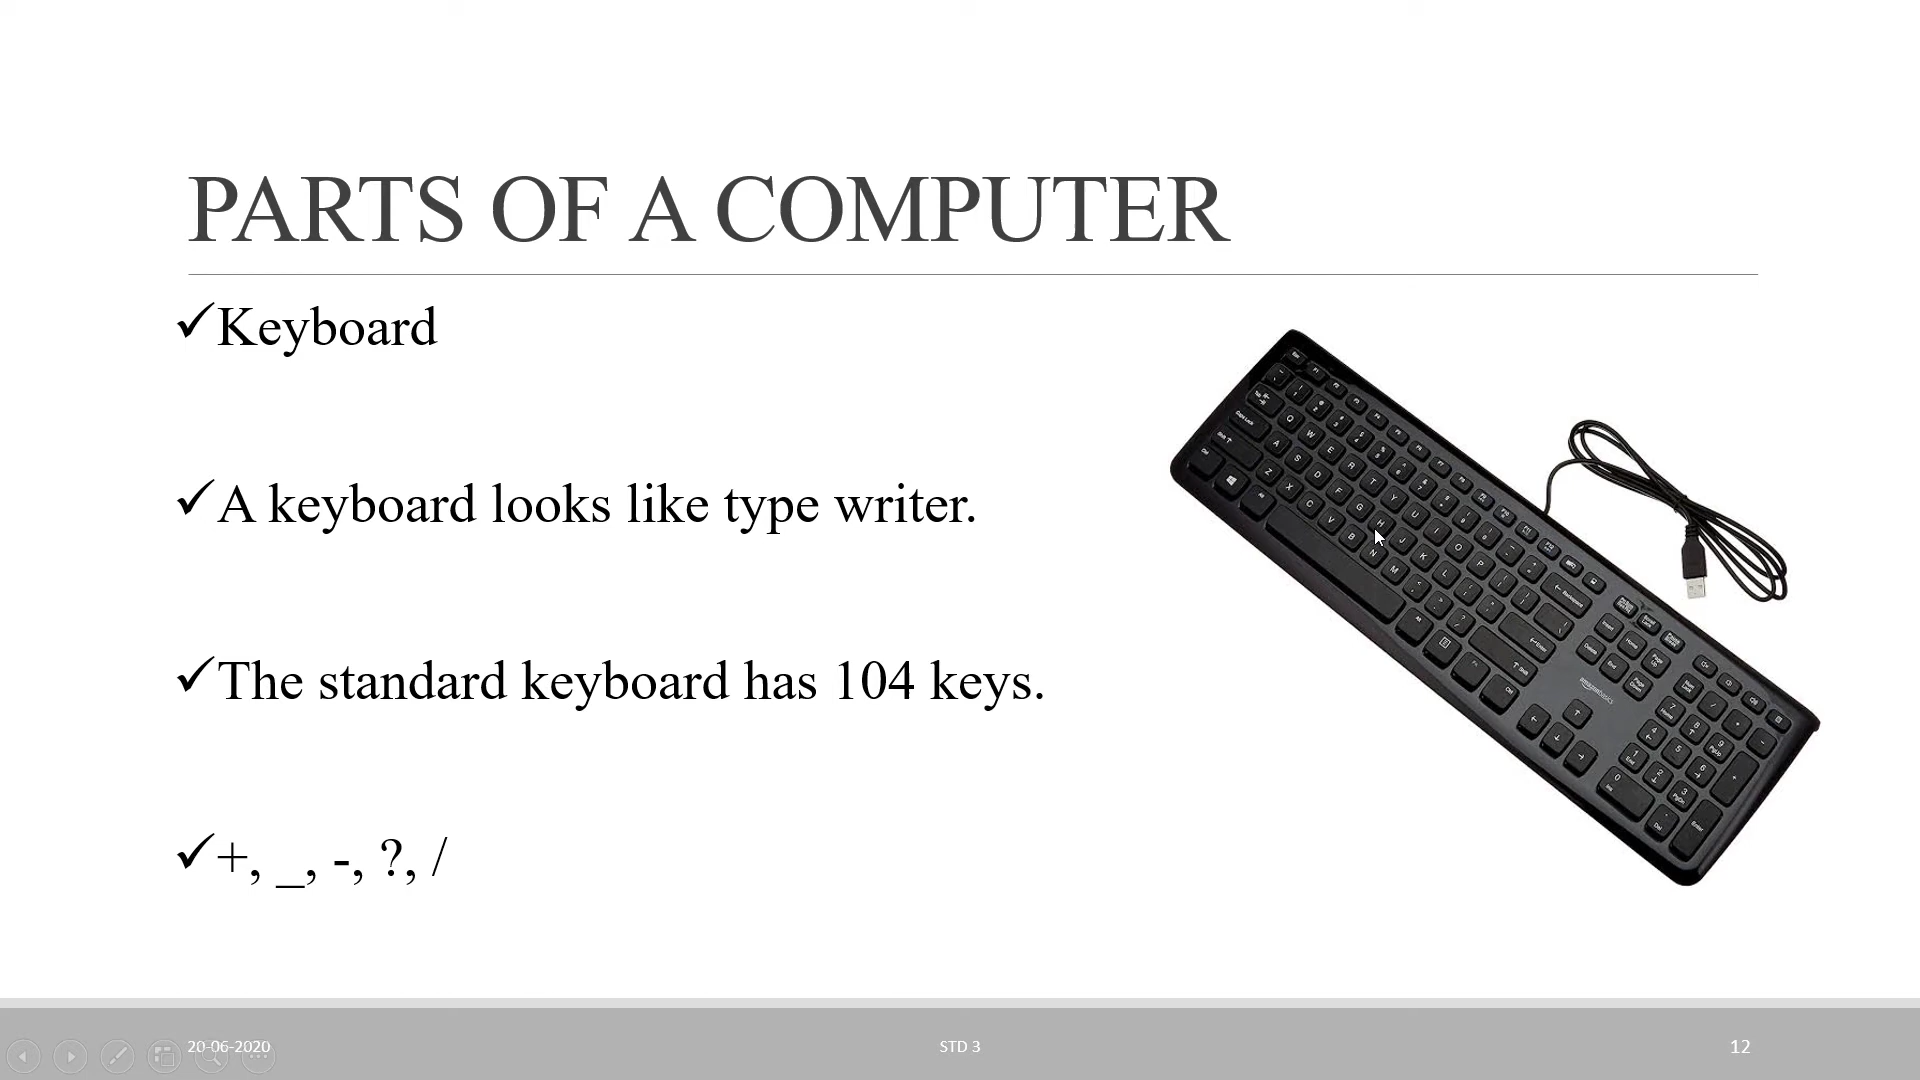 PARTS OF A COMPUTER
✓Keyboard
✓A keyboard looks like type writer.
✓The standard keyboard has 104 keys.
✓+, _, -, ?, /
amazonbasics
20-06-2020
STD 3
12